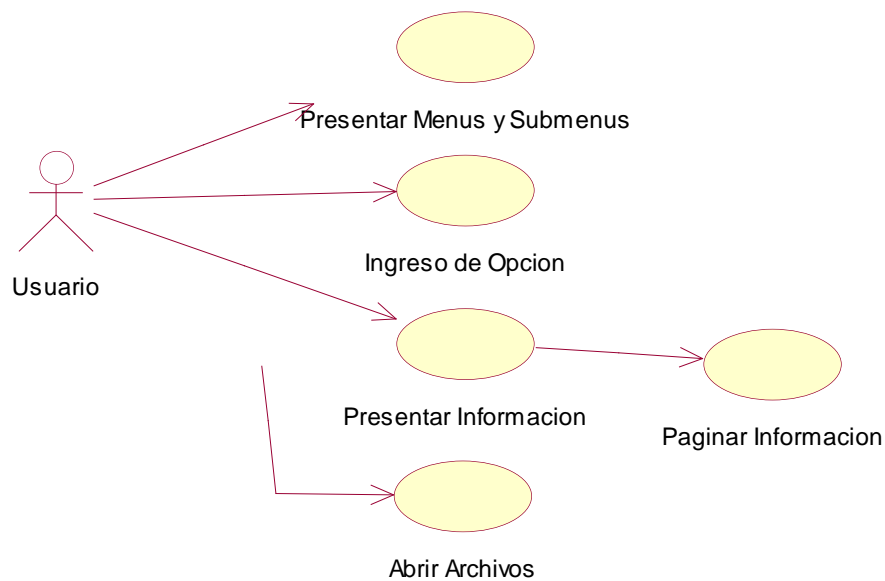 Presentar Menus y Submenus
Usuario
Ingreso de Opcion
Presentar Informacion
Paginar Informacion
Abrir Archivos